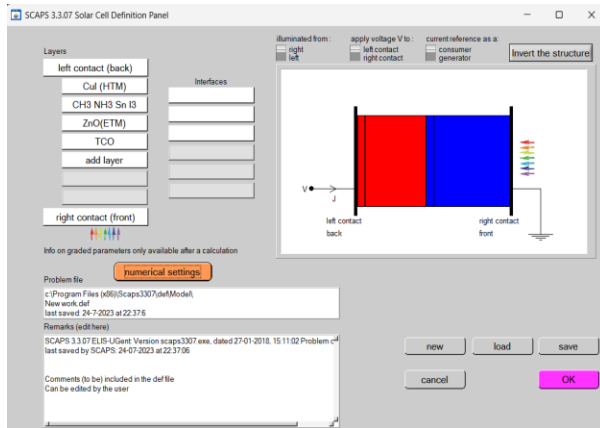 SCAPS 3.3.07 Solar Cell Definition Panel
Layers
left contact (back)
CuI (HTM)
CH3 NH3 Sn I3
ZnO(ETM)
TCO
add layer
right contact (front)
Interfaces
illuminated from :
right
left
apply voltage V to :
left contact
right contact
current reference as a:
consumer
generator
Invert the structure
V
J
left contact
back
right contact
front
Info on graded parameters only available after a calculation
numerical settings
Problem file
c:\Program Files (x86)\Scaps3307\def\Model\
New work.def
last saved: 24-7-2023 at 22:37:6
Remarks (edit here)
SCAPS 3.3.07 ELIS-UGent: Version scaps3307.exe, dated 27-01-2018, 15:11:02 Problem
last saved by SCAPS: 24-07-2023 at 22:37:06
Comments (to be) included in the def file
Can be edited by the user
new
load
save
cancel
OK